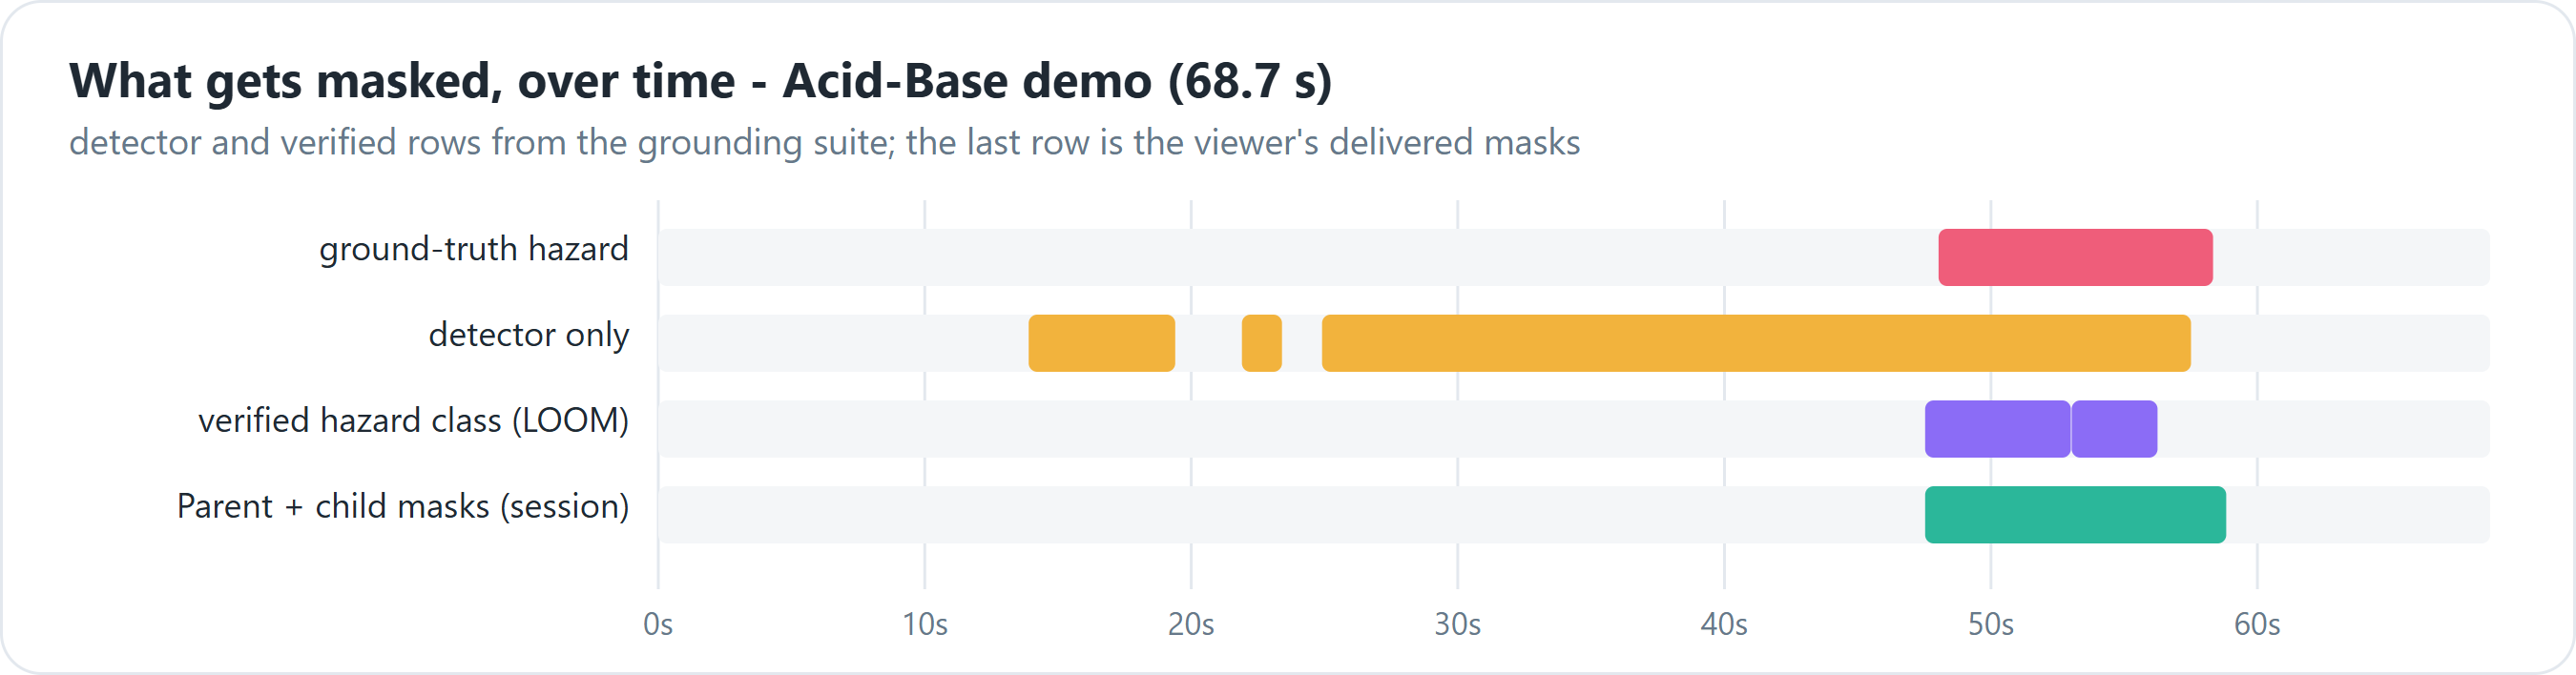 What gets masked, over time - Acid-Base demo (68.7 s)
detector and verified rows from the grounding suite; the last row is the viewer's delivered masks
ground-truth hazard
detector only
verified hazard class (LOOM)
Parent + child masks (session)
0s 10s 20s 30s 40s 50s 60s